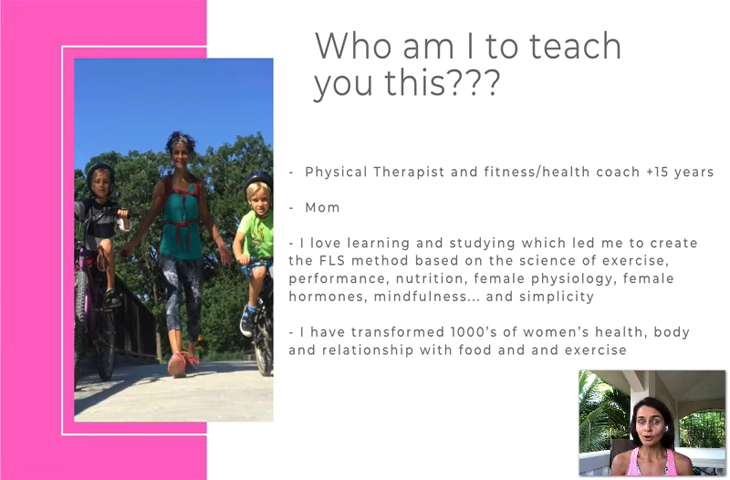 Who am I to teach
you this???
- Physical Therapist and fitness/health coach +15 years
- Mom
- I love learning and studying which led me to create
the FLS method based on the science of exercise,
performance, nutrition, female physiology, female
hormones, mindfulness... and simplicity
- I have transformed 1000's of women's health, body
and relationship with food and and exercise